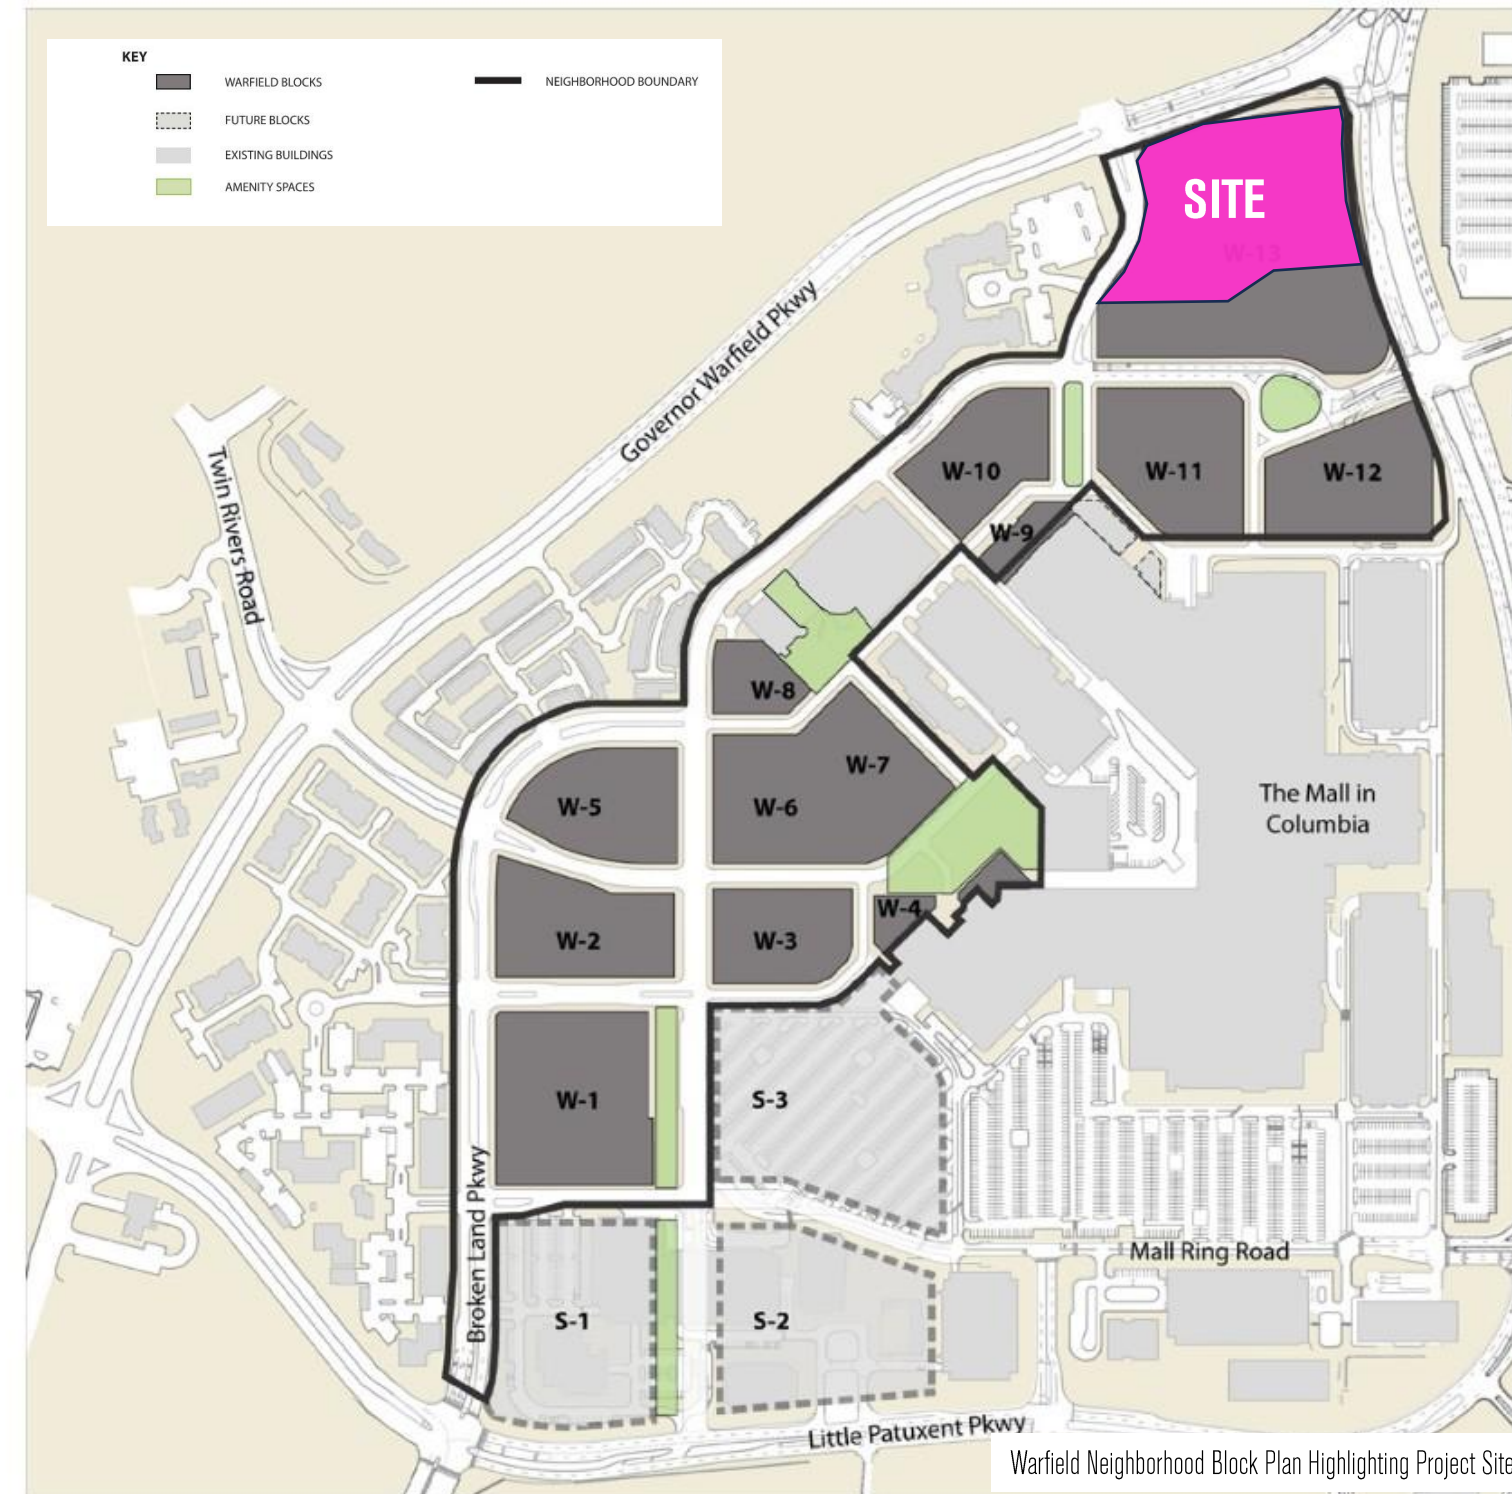 KEY
WARFIELD BLOCKS
NEIGHBORHOOD BOUNDARY
FUTURE BLOCKS
EXISTING BUILDINGS
AMENITY SPACES
SITE
W-13
Governor Warfield Pkwy
Twin Rivers Road
W-10
W-11
W-12
W-9
W-8
W-7
W-5
W-6
The Mall in
Columbia
W-4
W-2
W-3
W-1
S-3
Broken Land Pkwy
Mall Ring Road
S-1
S-2
Little Patuxent Pkwy
Warfield Neighborhood Block Plan Highlighting Project Site